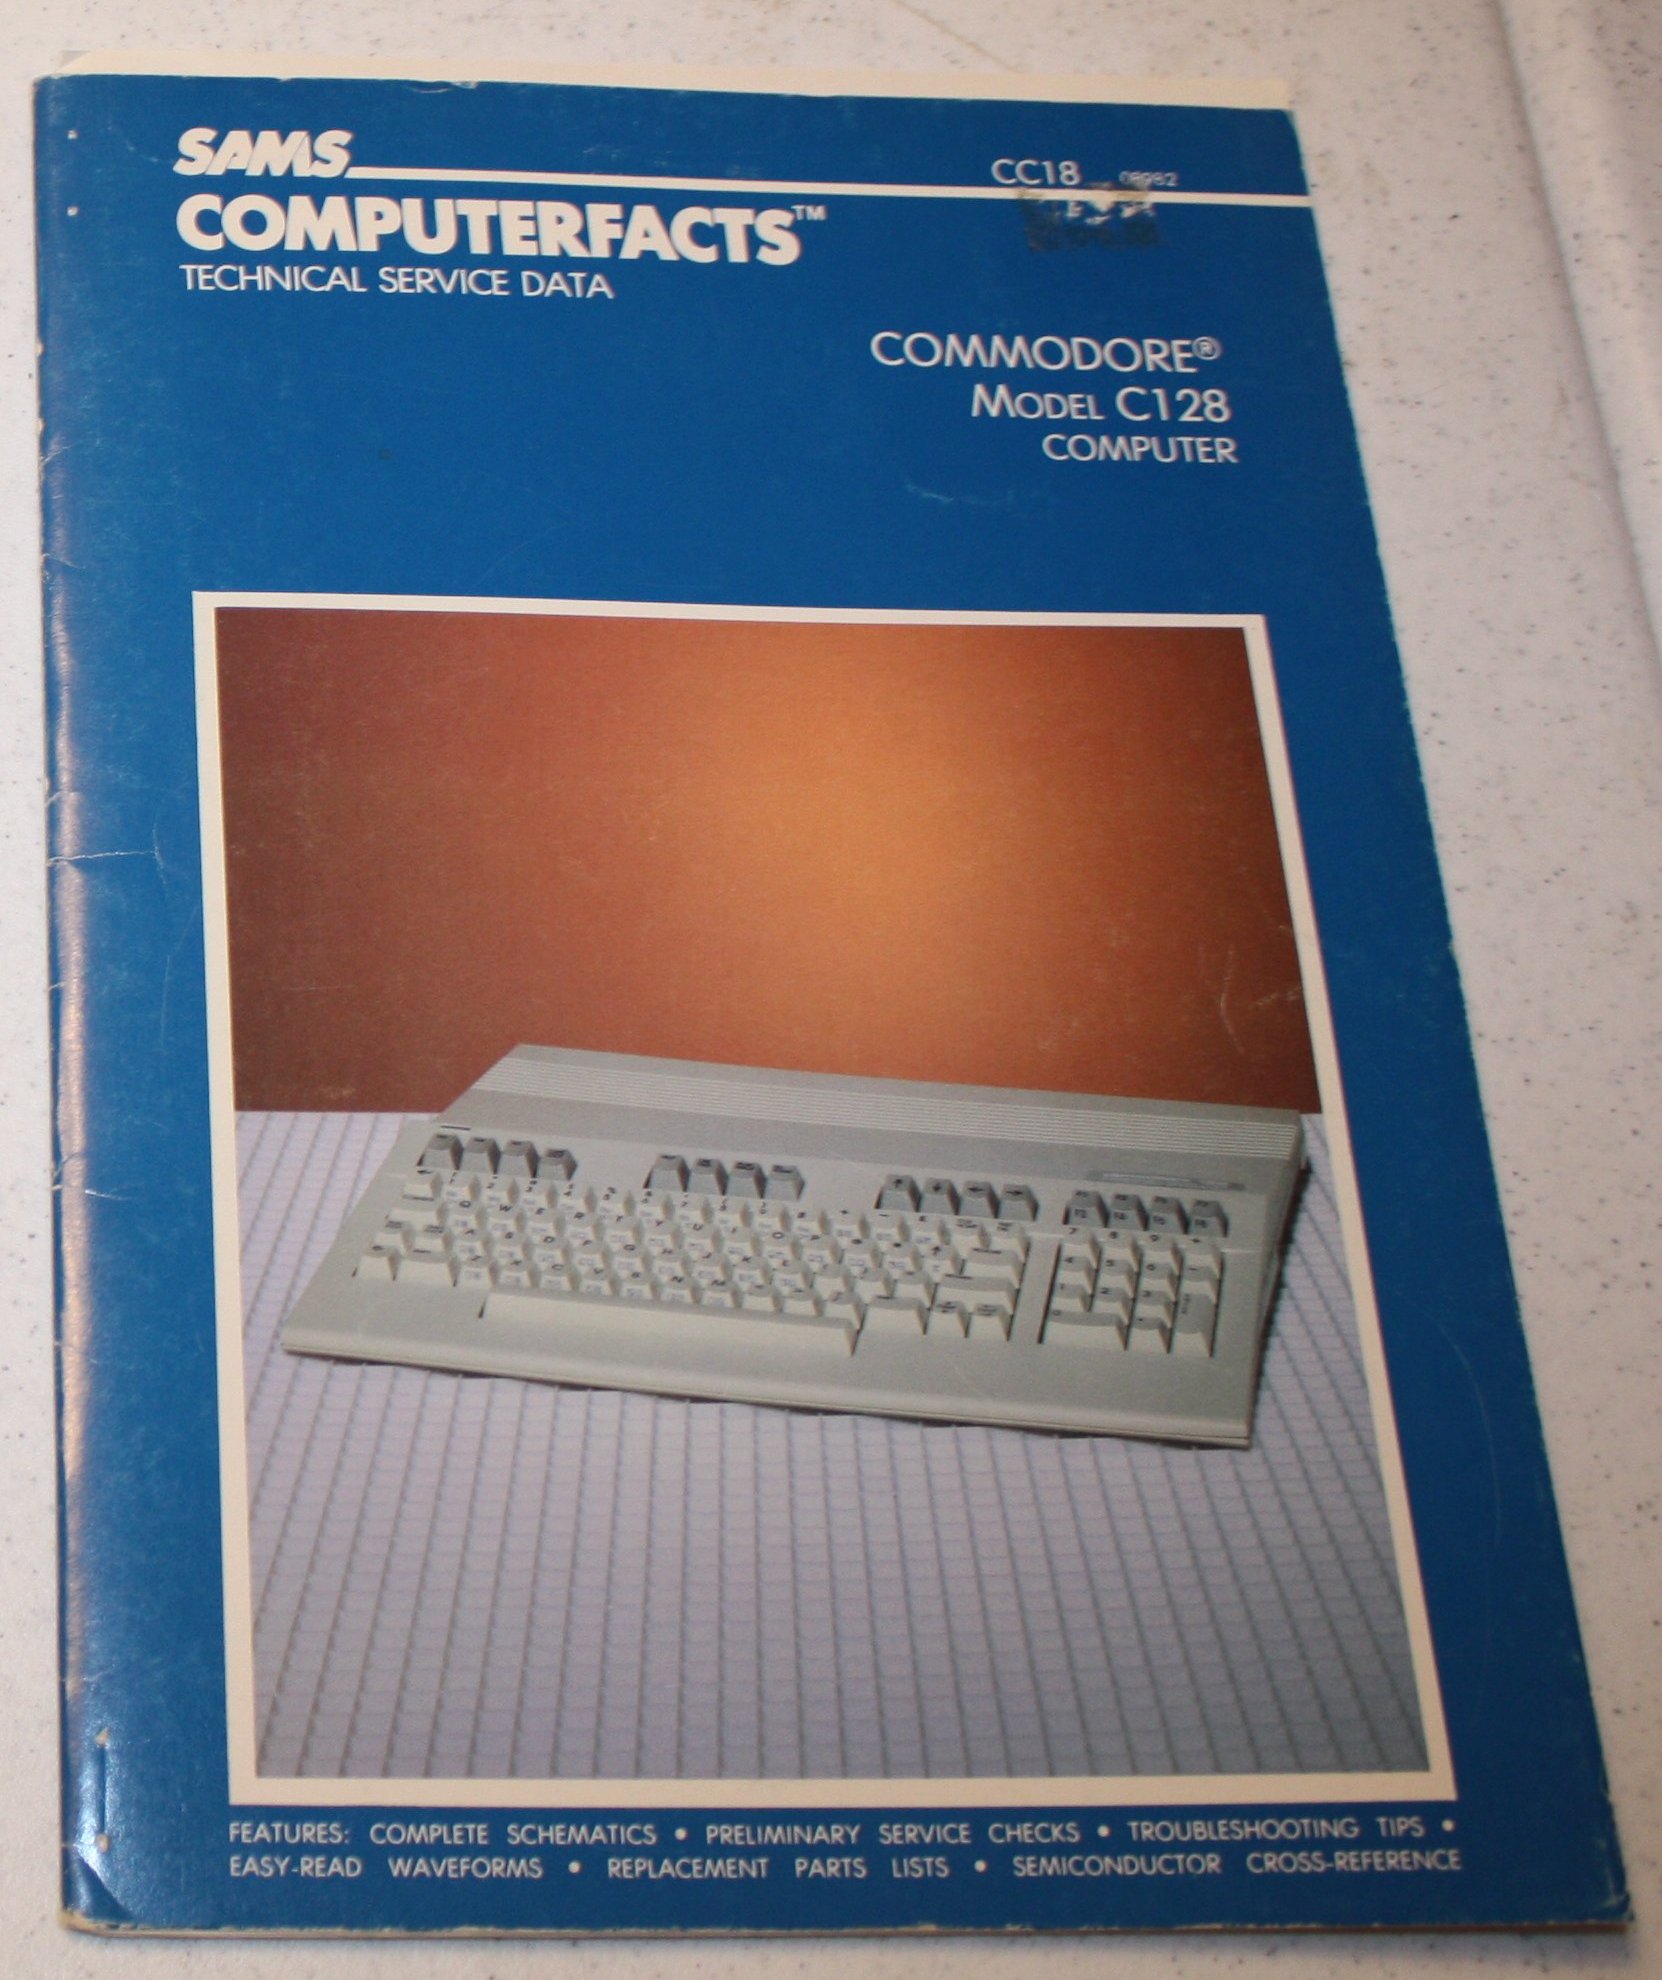 SAMS
CC18 08982
COMPUTERFACTS™
TECHNICAL SERVICE DATA
COMMODORE®
MODEL C128
COMPUTER
FEATURES: COMPLETE SCHEMATICS • PRELIMINARY SERVICE CHECKS • TROUBLESHOOTING TIPS •
EASY-READ WAVEFORMS • REPLACEMENT PARTS LISTS • SEMICONDUCTOR CROSS-REFERENCE